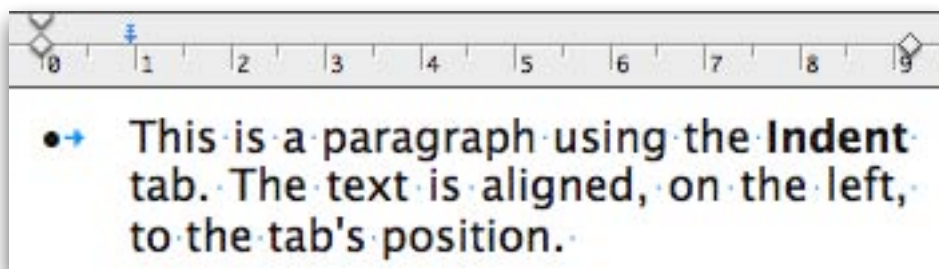 0 1 2 3 4 5 6 7 8 9
• This is a paragraph using the Indent
tab. The text is aligned, on the left,
to the tab's position.